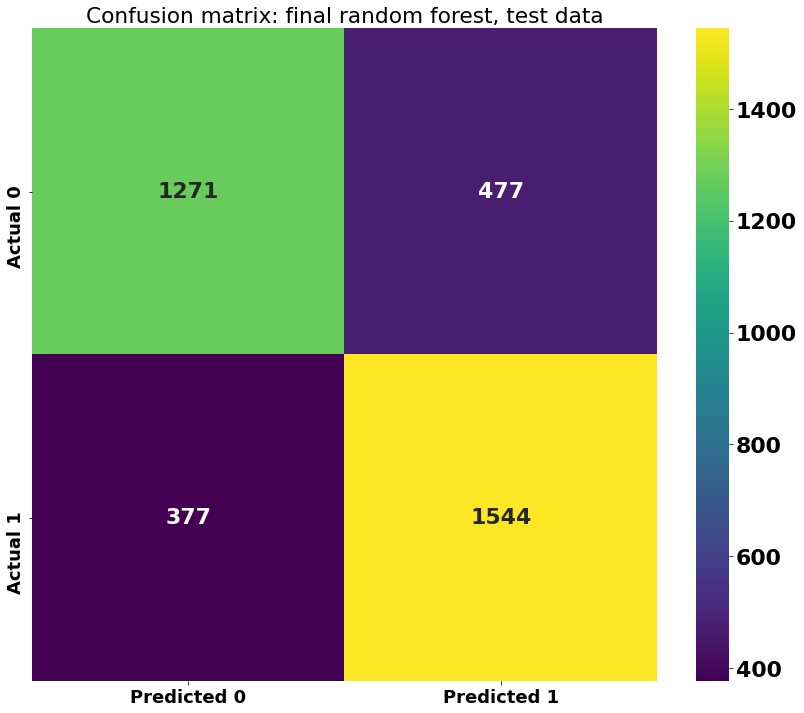 Confusion matrix: final random forest, test data
Actual 0
1271
477
Actual 1
377
1544
Predicted 0
Predicted 1
1400
1200
1000
800
600
400